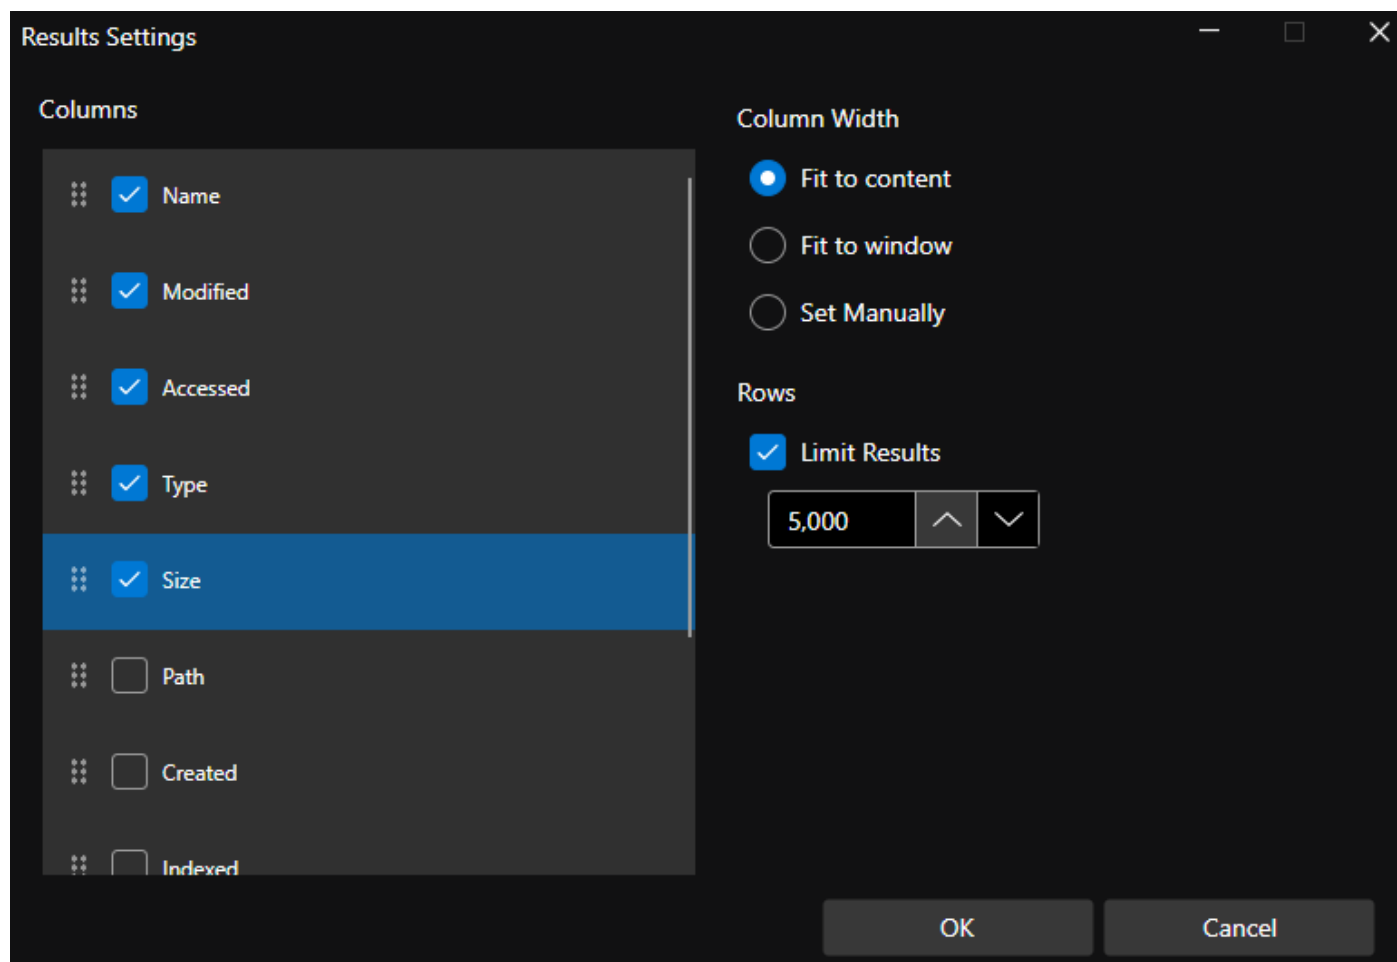 Results Settings
Columns
Name
Modified
Accessed
Type
Size
Path
Created
Indexed
Column Width
Fit to content
Fit to window
Set Manually
Rows
Limit Results
5,000
OK
Cancel